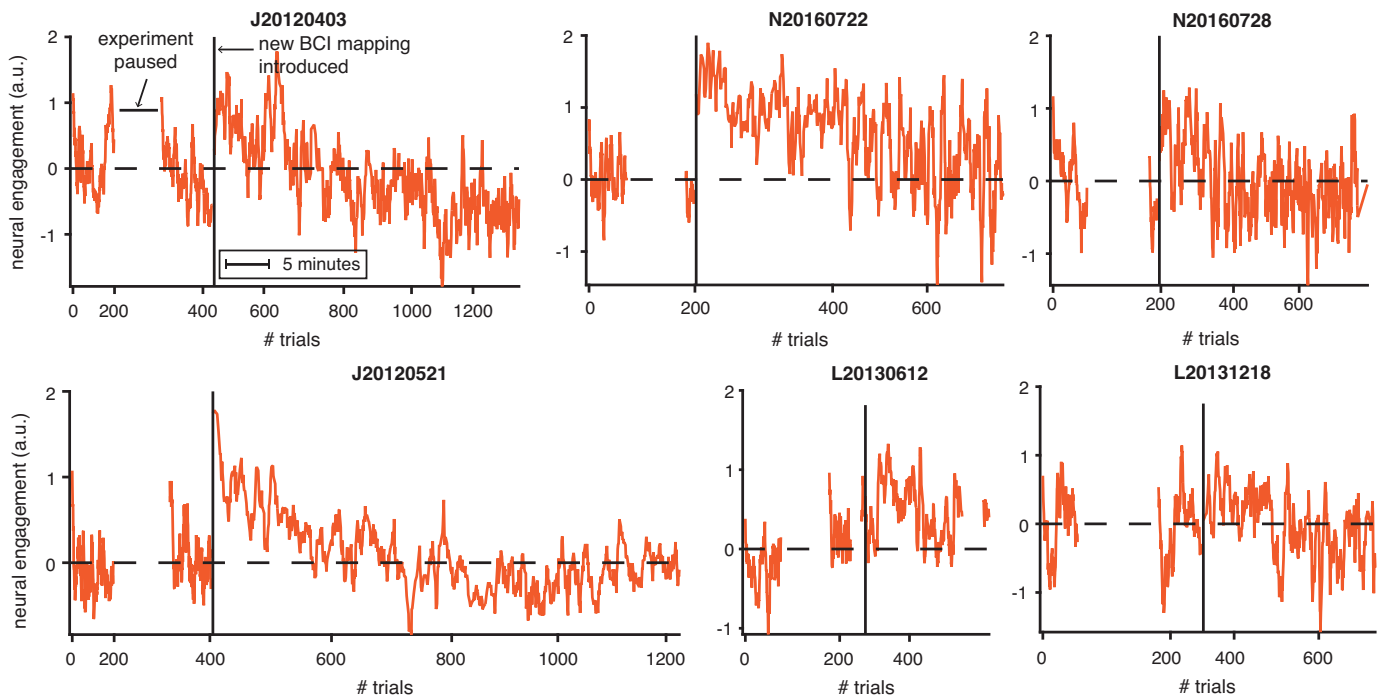 J20120403
N20160722
N20160728
experiment
paused
new BCI mapping
introduced
5 minutes
neural engagement (a.u.)
2
1
0
-1
0 200 400 600 800 1000 1200
# trials
2
1
0
-1
0 200 400 600
# trials
2
1
0
-1
0 200 400 600
# trials
J20120521
L20130612
L20131218
neural engagement (a.u.)
2
1
0
0 200 400 600 800 1000 1200
# trials
2
1
0
-1
0 200 400
# trials
2
1
0
-1
0 200 400 600
# trials